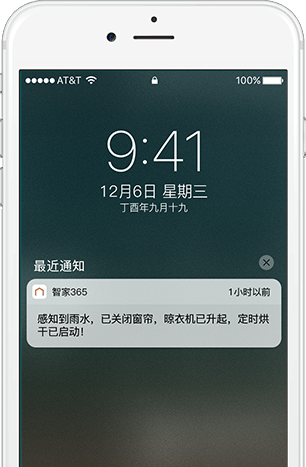 AT&T
100%
9:41
12月6日 星期三
丁酉年九月十九
最近通知
智家365
1小时以前
感知到雨水，已关闭窗帘，晾衣机已升起，定时烘
干已启动！